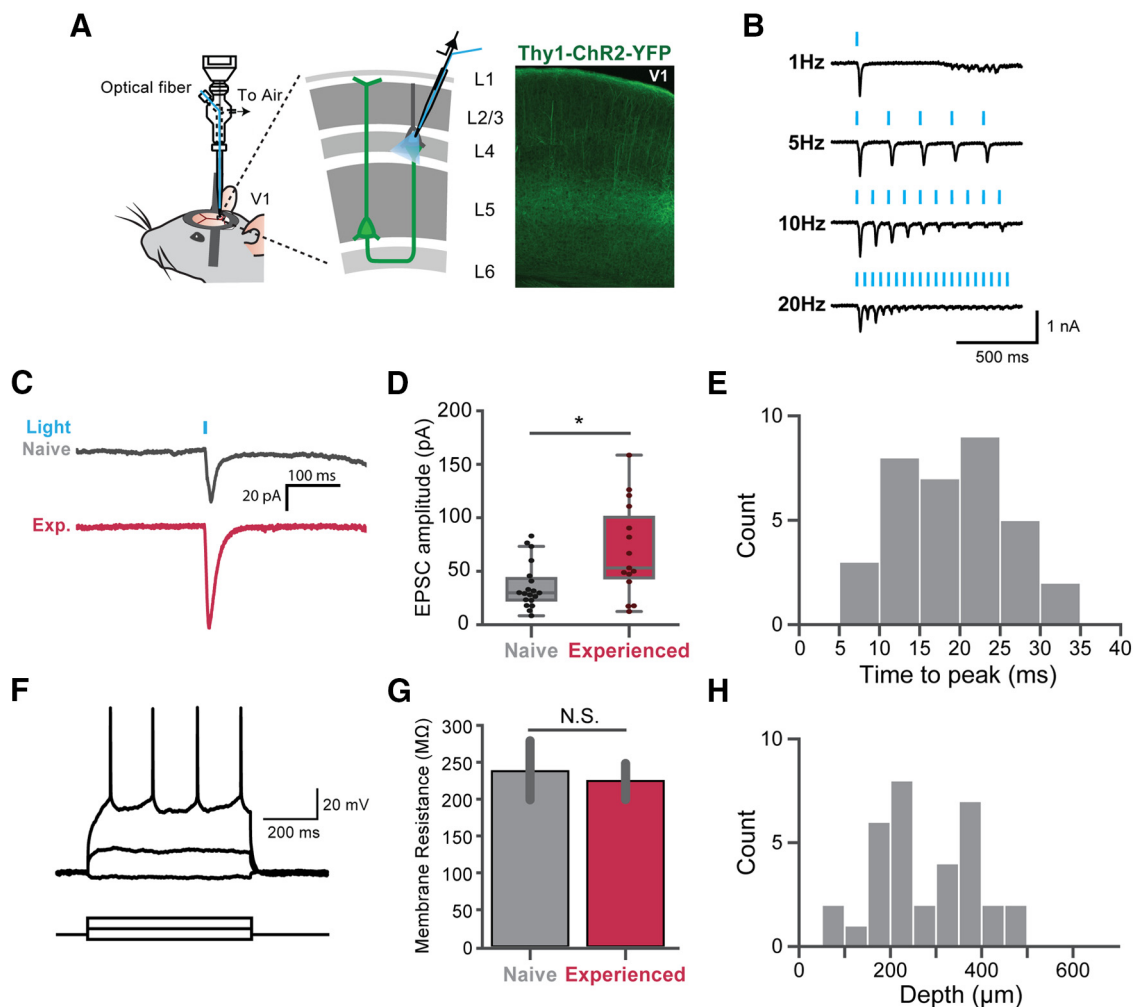 A
Optical fiber
To Air
V1
L1
L2/3
L4
L5
L6
Thy1-ChR2-YFP
V1
B
1Hz
5Hz
10Hz
20Hz
1 nA
500 ms
C
Light
Naive
100 ms
20 pA
Exp.
D
EPSC amplitude (pA)
200
150
100
50
0
*
Naive
Experienced
E
Count
10
5
0
0
5
10
15
20
25
30
35
40
Time to peak (ms)
F
20 mV
200 ms
G
Membrane Resistance (MΩ)
300
250
200
150
100
50
0
N.S.
Naive
Experienced
H
Count
10
5
0
0
200
400
600
Depth (µm)